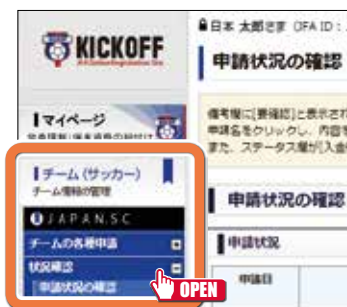 KICKOFF
日本 太郎さま (JFA ID：
申請状況の確認
備考欄に[要確認]と表示され
申請名をクリックし、内容を
また、ステータス欄が[入金
マイページ
チーム (サッカー)
チーム情報の管理
JAPAN.SC
チームの各種申請
状況確認
申請状況の確認
OPEN
申請状況の確認
申請状況
申請日